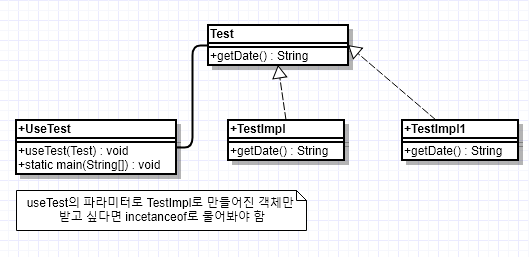 Test
+getDate() : String
+UseTest
+useTest(Test) : void
+static main(String[]) : void
+TestImpl
+getDate() : String
+TestImpl1
+getDate() : String
useTest의 파라미터로 TestImpl로 만들어진 객체만
받고 싶다면 incetanceof로 물어봐야 함